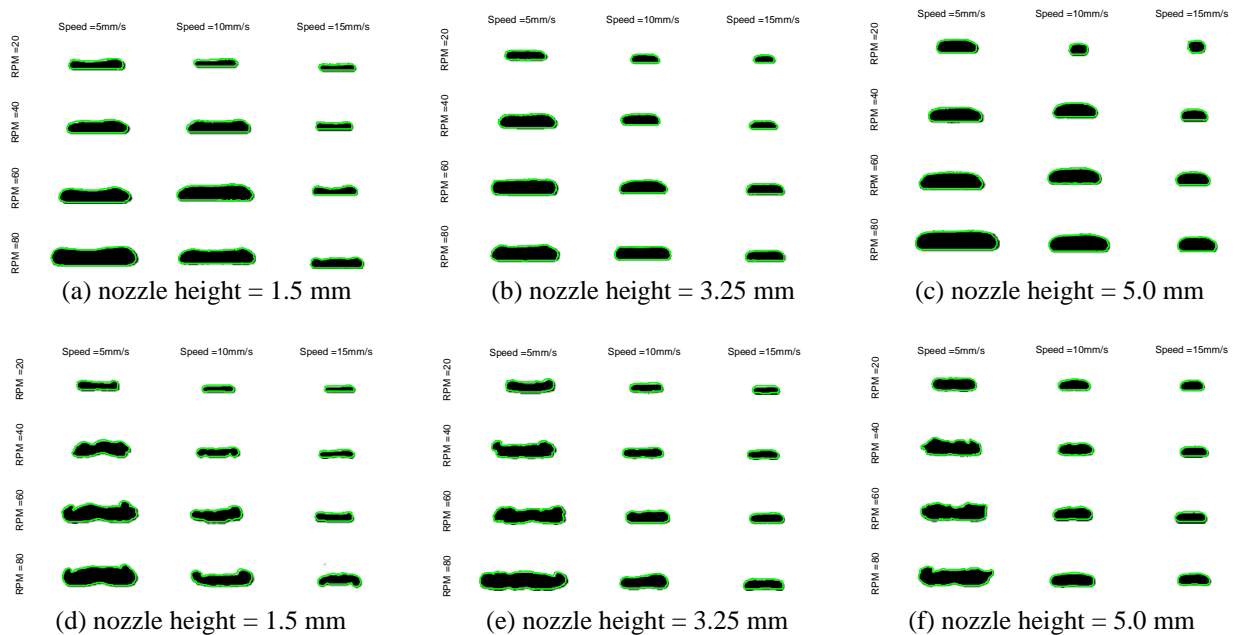 Speed =5mm/s Speed =10mm/s Speed =15mm/s
RPM =20
RPM =40
RPM =60
RPM =80
(a) nozzle height = 1.5 mm
Speed =5mm/s Speed =10mm/s Speed =15mm/s
RPM =20
RPM =40
RPM =60
RPM =80
(b) nozzle height = 3.25 mm
Speed =5mm/s Speed =10mm/s Speed =15mm/s
RPM =20
RPM =40
RPM =60
RPM =80
(c) nozzle height = 5.0 mm
Speed =5mm/s Speed =10mm/s Speed =15mm/s
RPM =20
RPM =40
RPM =60
RPM =80
(d) nozzle height = 1.5 mm
Speed =5mm/s Speed =10mm/s Speed =15mm/s
RPM =20
RPM =40
RPM =60
RPM =80
(e) nozzle height = 3.25 mm
Speed =5mm/s Speed =10mm/s Speed =15mm/s
RPM =20
RPM =40
RPM =60
RPM =80
(f) nozzle height = 5.0 mm